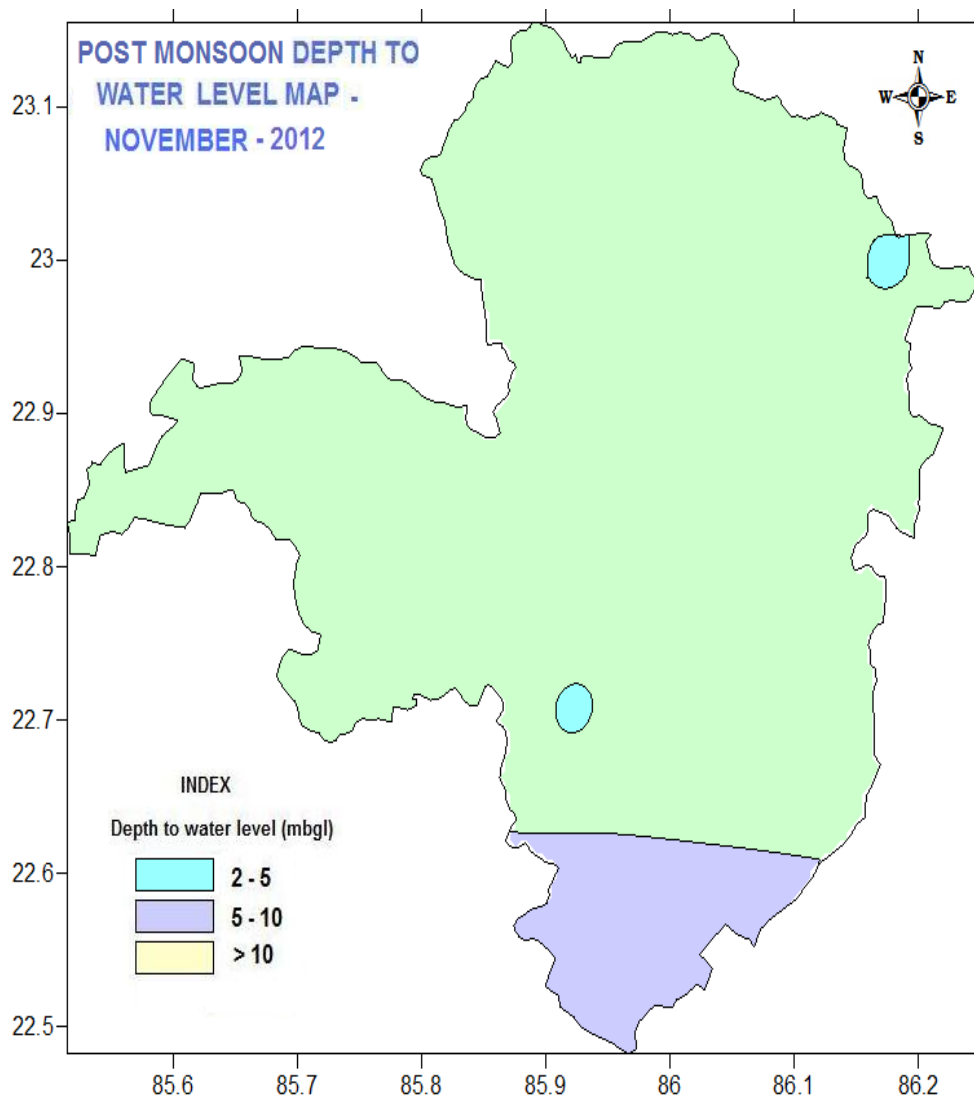 POST MONSOON DEPTH TO
WATER LEVEL MAP -
NOVEMBER - 2012
N
W E
S
23.1
23
22.9
22.8
22.7
22.6
22.5
INDEX
Depth to water level (mbgl)
2 - 5
5 - 10
> 10
85.6 85.7 85.8 85.9 86 86.1 86.2